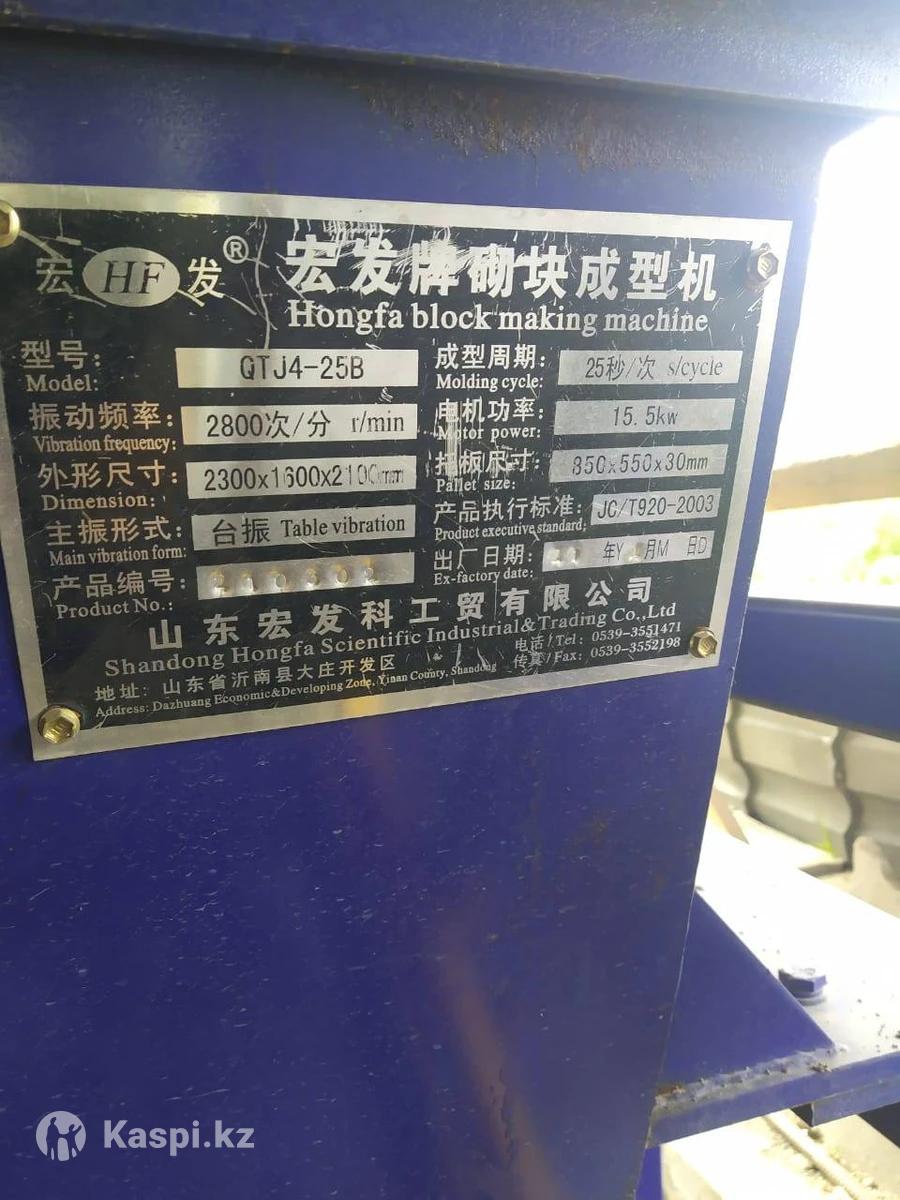 宏 HF 发 ® 宏发牌砌块成型机
Hongfa block making machine
型号: QTJ4-25B
Model:
成型周期: 25秒/次 s/cycle
Molding cycle:
振动频率: 2800次/分 r/min
Vibration frequency:
电机功率: 15.5kw
Motor power:
外形尺寸: 2300x1600x2100mm
Dimension:
托板尺寸: 850x550x30mm
Pallet size:
主振形式: 台振 Table vibration
Main vibration form:
产品执行标准: JC/T920-2003
Product executive standard:
产品编号:
Product No.:
出厂日期: 年Y 月M 日D
Ex-factory date:
山东宏发科工贸有限公司
Shandong Hongfa Scientific Industrial&Trading Co.,Ltd
地址: 山东省沂南县大庄开发区
Address: Dazhuang Economic&Developing Zone, Yinan County, Shandong
电话/Tel: 0539-3551471
传真/Fax: 0539-3552198
Kaspi.kz